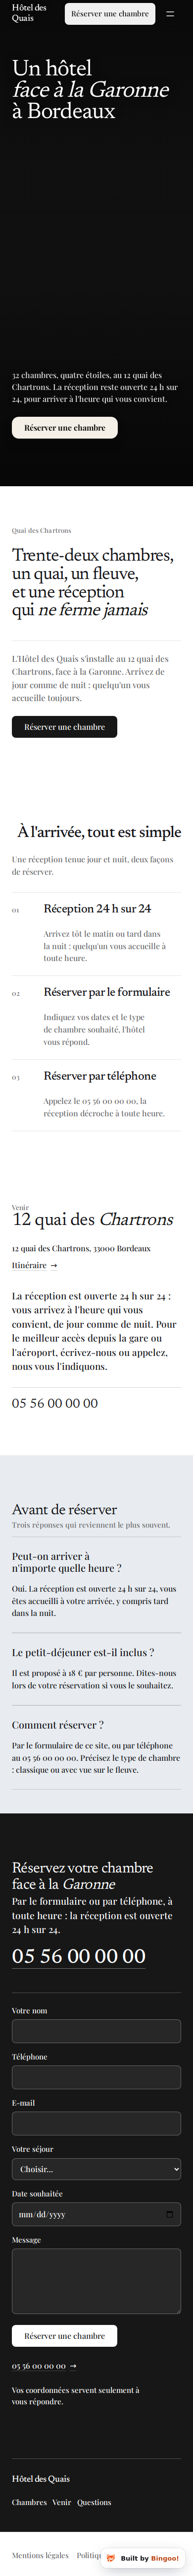 Hôtel des
Quais
Réserver une chambre
Un hôtel
face à la Garonne
à Bordeaux
32 chambres, quatre étoiles, au 12 quai des
Chartrons. La réception reste ouverte 24 h sur
24, pour arriver à l'heure qui vous convient.
Réserver une chambre
Quai des Chartrons
Trente-deux chambres,
un quai, un fleuve,
et une réception
qui ne ferme jamais
L'Hôtel des Quais s'installe au 12 quai des
Chartrons, face à la Garonne. Arrivez de
jour comme de nuit : quelqu'un vous
accueille toujours.
Réserver une chambre
À l'arrivée, tout est simple
Une réception tenue jour et nuit, deux façons
de réserver.
01
Réception 24 h sur 24
Arrivez tôt le matin ou tard dans
la nuit : quelqu'un vous accueille à
toute heure.
02
Réserver par le formulaire
Indiquez vos dates et le type
de chambre souhaité, l'hôtel
vous répond.
03
Réserver par téléphone
Appelez le 05 56 00 00 00, la
réception décroche à toute heure.
Venir
12 quai des Chartrons
12 quai des Chartrons, 33000 Bordeaux
Itinéraire →
La réception est ouverte 24 h sur 24 :
vous arrivez à l'heure qui vous
convient, de jour comme de nuit. Pour
le meilleur accès depuis la gare ou
l'aéroport, écrivez-nous ou appelez,
nous vous l'indiquons.
05 56 00 00 00
Avant de réserver
Trois réponses qui reviennent le plus souvent.
Peut-on arriver à
n'importe quelle heure ?
Oui. La réception est ouverte 24 h sur 24, vous
êtes accueilli à votre arrivée, y compris tard
dans la nuit.
Le petit-déjeuner est-il inclus ?
Il est proposé à 18 € par personne. Dites-nous
lors de votre réservation si vous le souhaitez.
Comment réserver ?
Par le formulaire de ce site, ou par téléphone
au 05 56 00 00 00. Précisez le type de chambre
: classique ou avec vue sur le fleuve.
Réservez votre chambre
face à la Garonne
Par le formulaire ou par téléphone, à
toute heure : la réception est ouverte
24 h sur 24.
05 56 00 00 00
Votre nom
Téléphone
E-mail
Votre séjour
Choisir...
Date souhaitée
mm/dd/yyyy
Message
Réserver une chambre
05 56 00 00 00 →
Vos coordonnées servent seulement à
vous répondre.
Hôtel des Quais
Chambres Venir Questions
Mentions légales
Built by Bingoo!